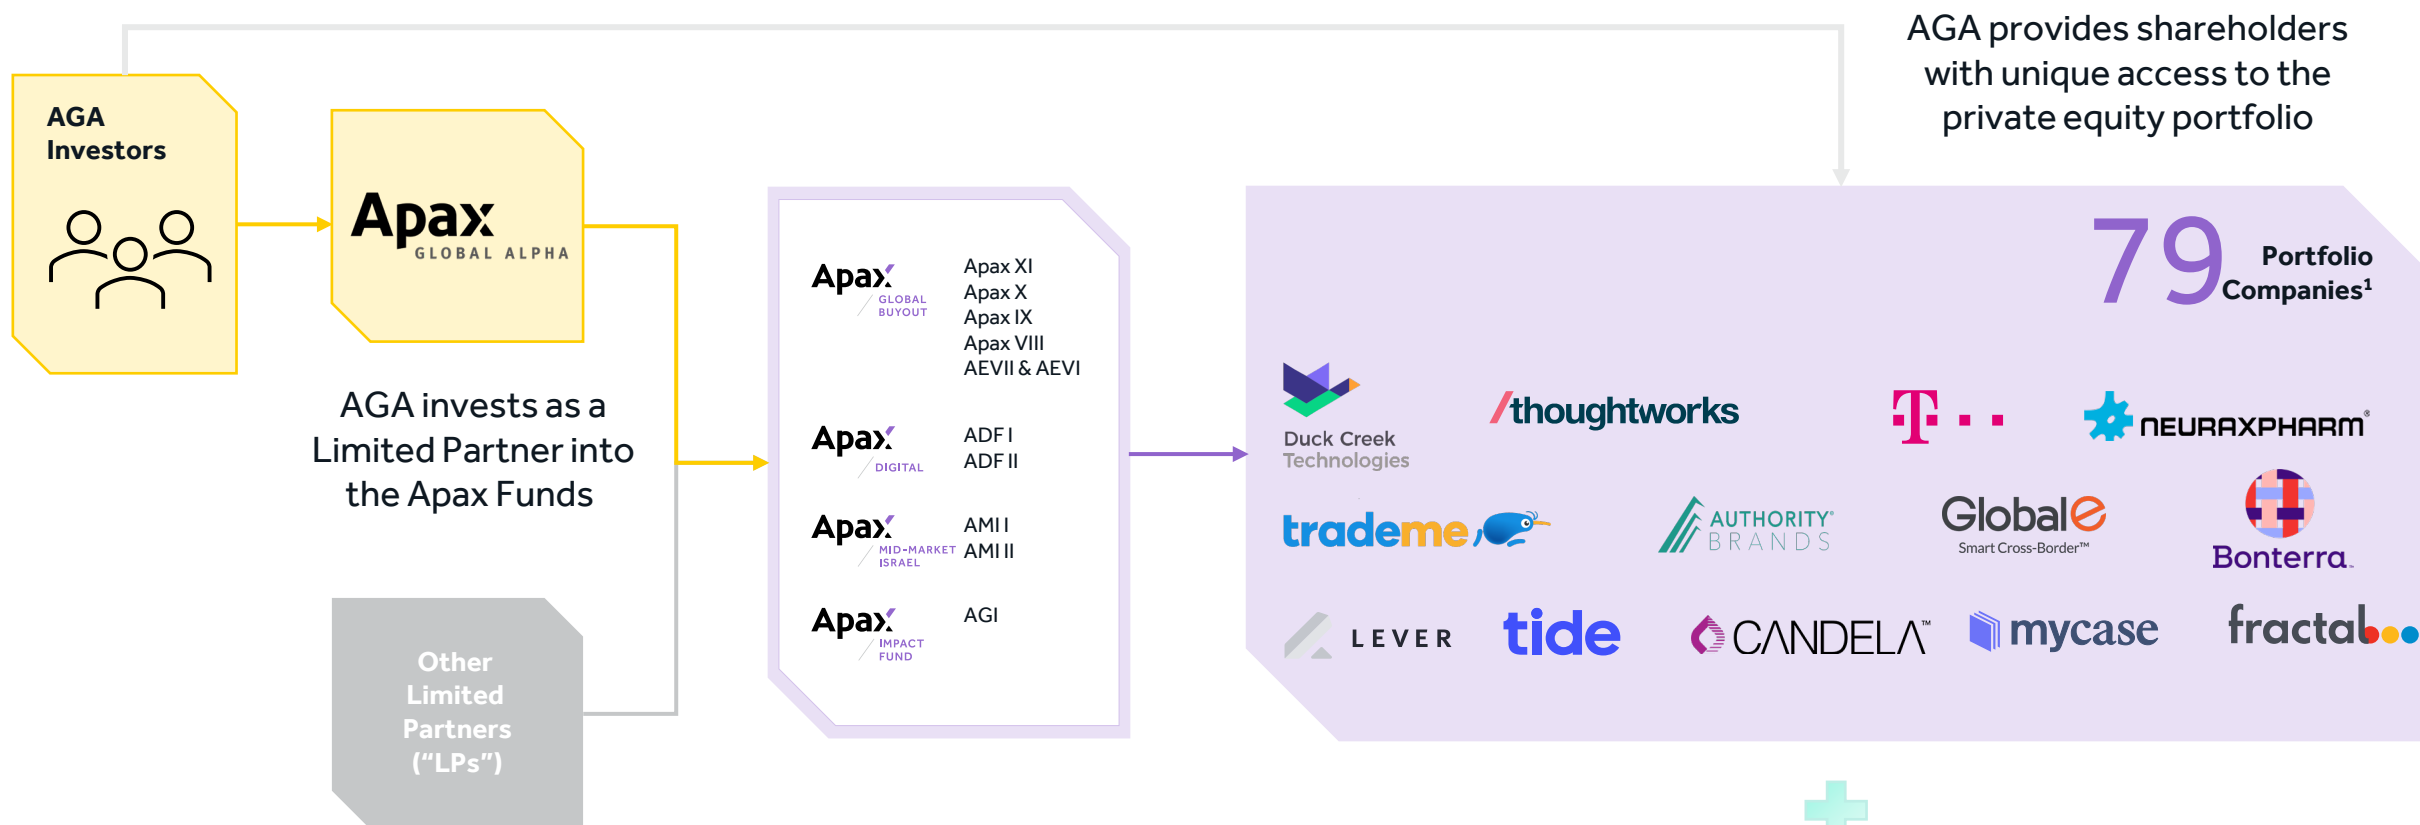 AGA provides shareholders
with unique access to the
private equity portfolio
AGA
Investors
Apax
GLOBAL ALPHA
AGA invests as a
Limited Partner into
the Apax Funds
Other
Limited
Partners
(“LPs”)
Apax
GLOBAL
BUYOUT
Apax XI
Apax X
Apax IX
Apax VIII
AEVII & AEVI
Apax
DIGITAL
ADF I
ADF II
Apax
MID-MARKET
ISRAEL
AMI I
AMI II
Apax
IMPACT
FUND
AGI
79 Portfolio
Companies¹
Duck Creek
Technologies
/thoughtworks
T
NEURAXPHARM®
trademe
AUTHORITY®
BRANDS
Globale
Smart Cross-Border™
Bonterra™
LEVER
tide
CANDELA™
mycase
fractal